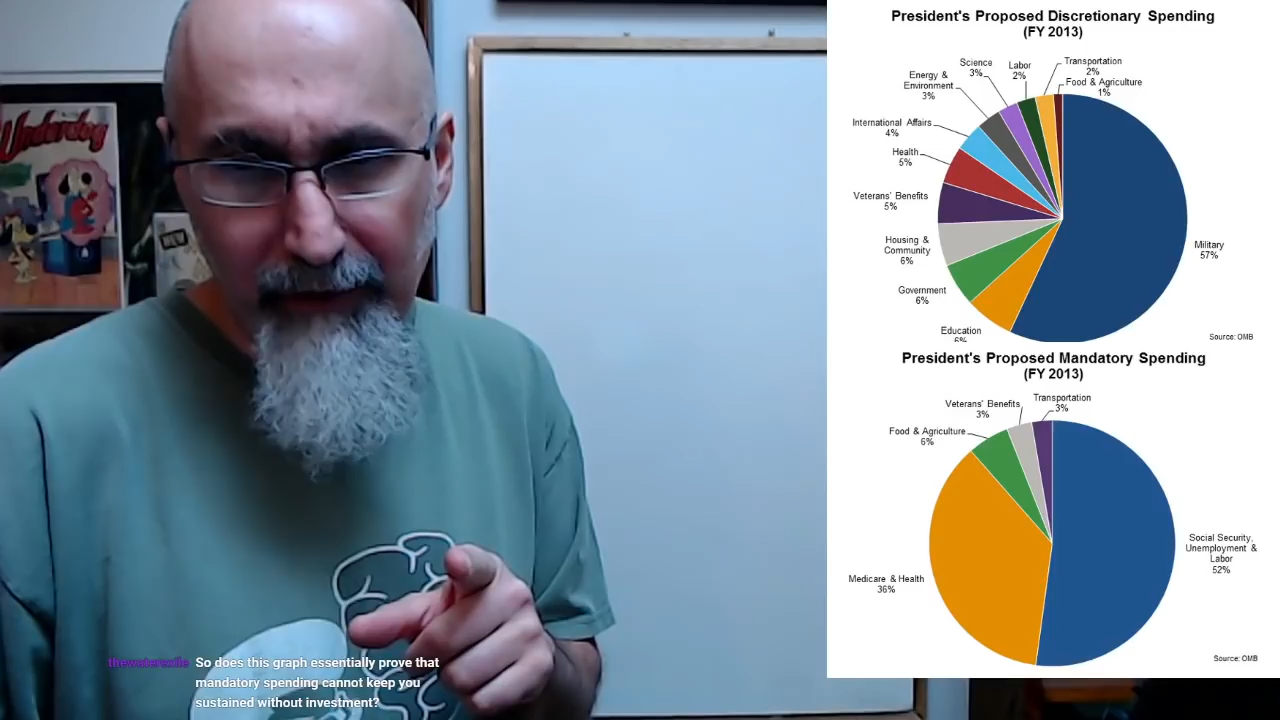 Underdog
President's Proposed Discretionary Spending
(FY 2013)
Transportation
2%
Food & Agriculture
1%
Labor
2%
Science
3%
Energy &
Environment
3%
International Affairs
4%
Health
5%
Veterans' Benefits
5%
Housing &
Community
6%
Government
6%
Education
6%
Military
57%
Source: OMB
President's Proposed Mandatory Spending
(FY 2013)
Transportation
3%
Veterans' Benefits
3%
Food & Agriculture
6%
Medicare & Health
36%
Social Security,
Unemployment &
Labor
52%
Source: OMB
So does this graph essentially prove that
mandatory spending cannot keep you
sustained without investment?